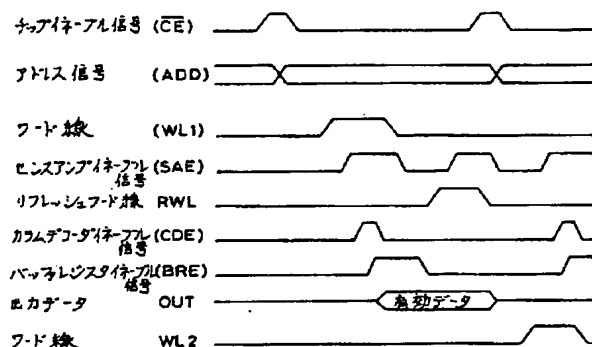 チップイネーブル信号 (CE)
アドレス信号 (ADD)
ワード線 (WL1)
センスアンプイネーブル信号 (SAE)
リフレッシュワード線 RWL
カラムデコーダイネーブル信号 (CDE)
バッファレジスタイネーブル信号 (BRE)
出力データ OUT
有効データ
ワード線 WL2